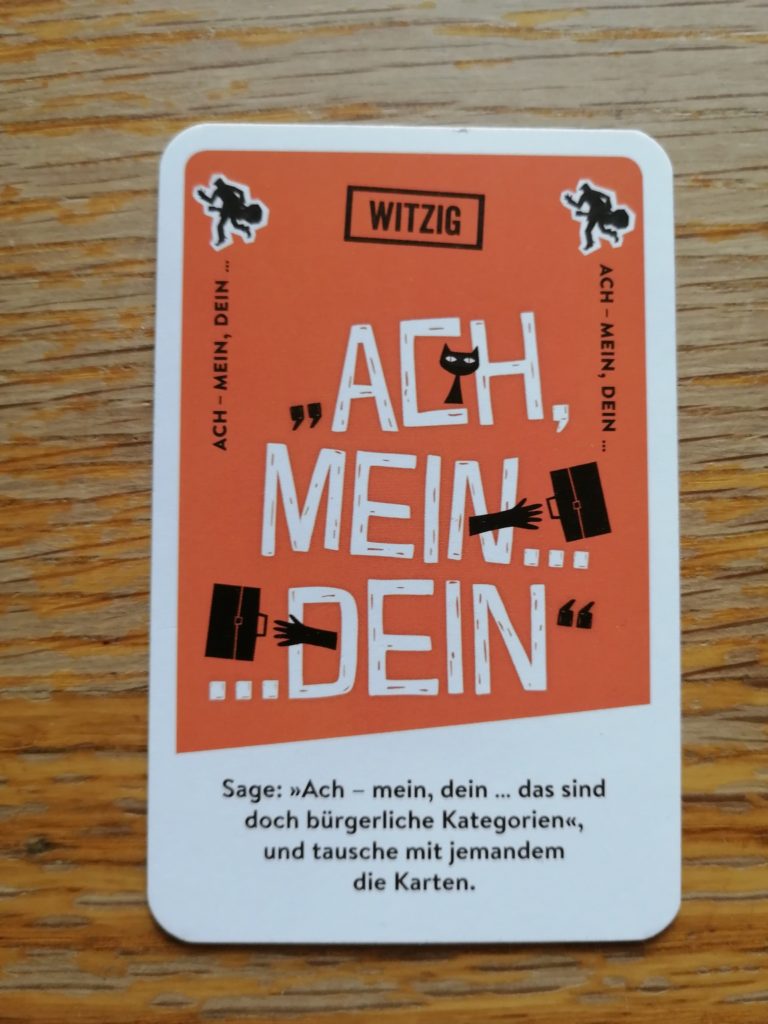 WITZIG
ACH – MEIN, DEIN ...
ACH – MEIN, DEIN ...
„ACH,
MEIN...
...DEIN“
Sage: »Ach – mein, dein ... das sind
doch bürgerliche Kategorien«,
und tausche mit jemandem
die Karten.